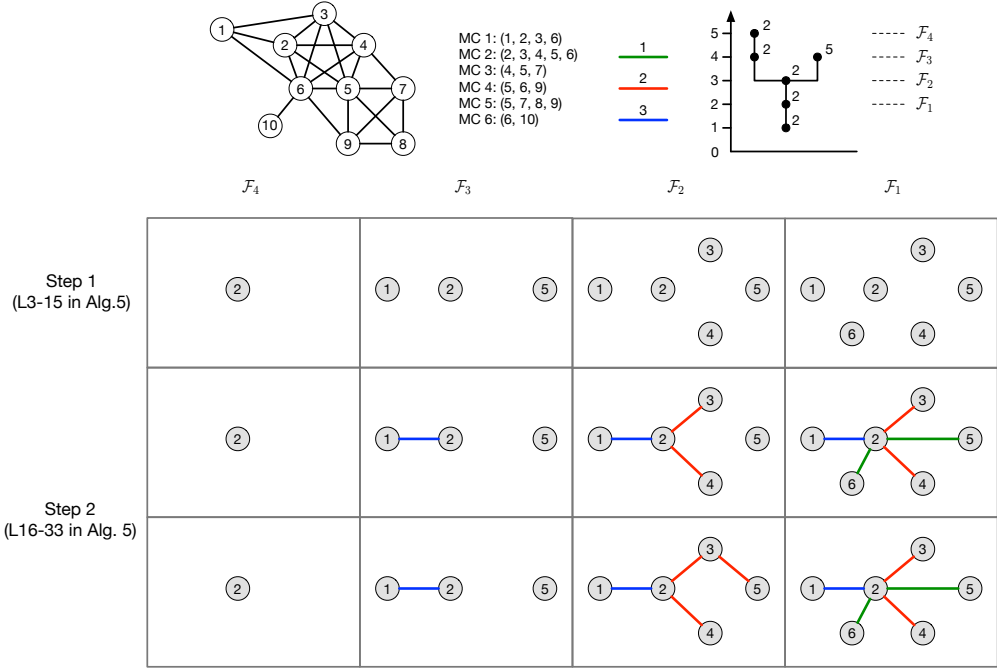 1
3
2
4
6
5
7
10
9
8
MC 1: (1, 2, 3, 6)
MC 2: (2, 3, 4, 5, 6)
MC 3: (4, 5, 7)
MC 4: (5, 6, 9)
MC 5: (5, 7, 8, 9)
MC 6: (6, 10)
1
2
3
5
4
3
2
1
0
2
2
5
2
2
2
F₄
F₃
F₂
F₁
F₄ F₃ F₂ F₁
Step 1
(L3-15 in Alg.5)
2
1 2 5
3
1 2 5
4
3
1 2 5
6 4
Step 2
(L16-33 in Alg. 5)
2
1 2 5
3
1 2 5
4
3
1 2 5
6 4
2
1 2 5
3
1 2 5
4
3
1 2 5
6 4